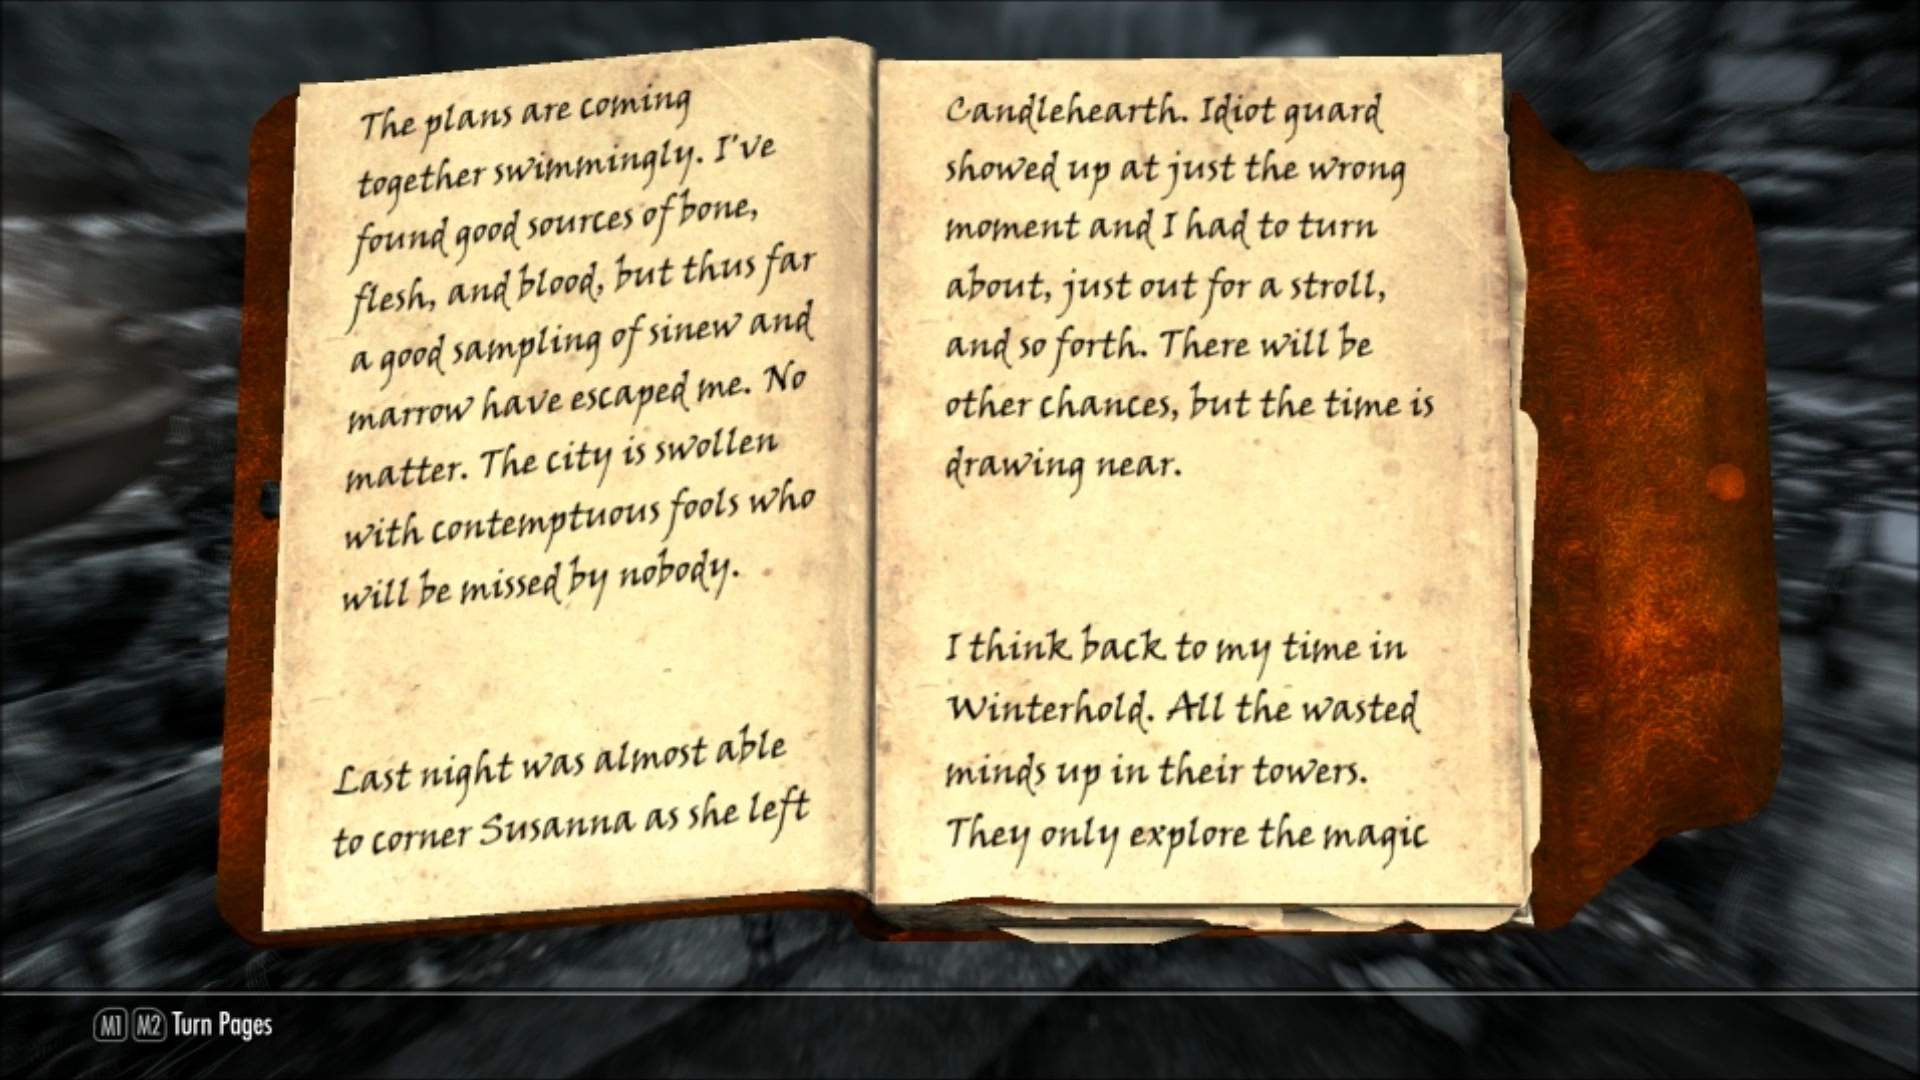 The plans are coming
together swimmingly. I've
found good sources of bone,
flesh, and blood, but thus far
a good sampling of sinew and
marrow have escaped me. No
matter. The city is swollen
with contemptuous fools who
will be missed by nobody.
Last night was almost able
to corner Susanna as she left
Candlehearth. Idiot guard
showed up at just the wrong
moment and I had to turn
about, just out for a stroll,
and so forth. There will be
other chances, but the time is
drawing near.
I think back to my time in
Winterhold. All the wasted
minds up in their towers.
They only explore the magic
M1 M2 Turn Pages